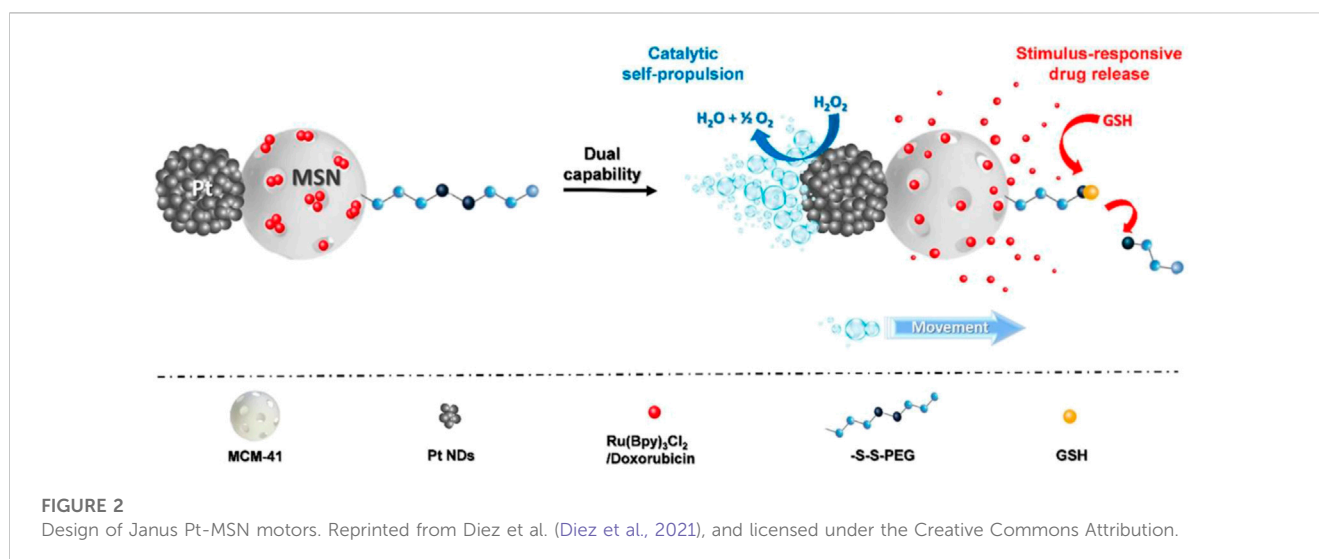 Catalytic
self-propulsion
Stimulus-responsive
drug release
H₂O₂
H₂O + ½ O₂
GSH
Pt
MSN
Dual
capability
Movement
MCM-41
Pt NDs
Ru(Bpy)₃Cl₂
/Doxorubicin
-S-S-PEG
GSH
FIGURE 2
Design of Janus Pt-MSN motors. Reprinted from Diez et al. (Diez et al., 2021), and licensed under the Creative Commons Attribution.